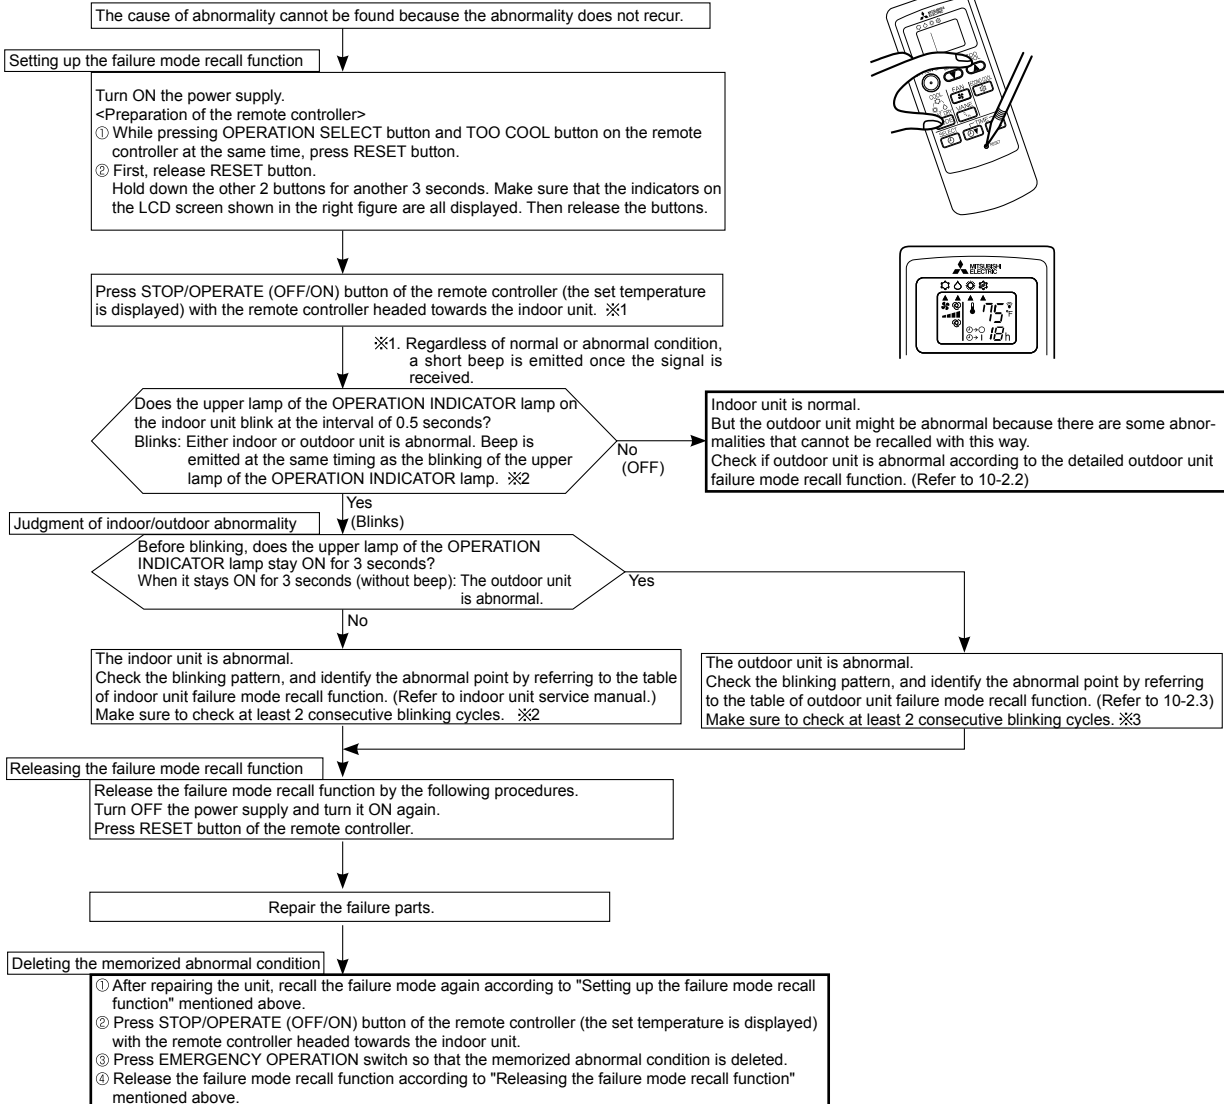 The cause of abnormality cannot be found because the abnormality does not recur.
Setting up the failure mode recall function
Turn ON the power supply.
<Preparation of the remote controller>
① While pressing OPERATION SELECT button and TOO COOL button on the remote
controller at the same time, press RESET button.
② First, release RESET button.
Hold down the other 2 buttons for another 3 seconds. Make sure that the indicators on
the LCD screen shown in the right figure are all displayed. Then release the buttons.
FAN
VANE
COOL
RESET
Press STOP/OPERATE (OFF/ON) button of the remote controller (the set temperature
is displayed) with the remote controller headed towards the indoor unit. ※1
MITSUBISHI
ELECTRIC
75°F
18h
※1. Regardless of normal or abnormal condition,
a short beep is emitted once the signal is
received.
Does the upper lamp of the OPERATION INDICATOR lamp on
the indoor unit blink at the interval of 0.5 seconds?
Blinks: Either indoor or outdoor unit is abnormal. Beep is
emitted at the same timing as the blinking of the upper
lamp of the OPERATION INDICATOR lamp. ※2
No
(OFF)
Indoor unit is normal.
But the outdoor unit might be abnormal because there are some abnor-
malities that cannot be recalled with this way.
Check if outdoor unit is abnormal according to the detailed outdoor unit
failure mode recall function. (Refer to 10-2.2)
Yes
(Blinks)
Judgment of indoor/outdoor abnormality
Before blinking, does the upper lamp of the OPERATION
INDICATOR lamp stay ON for 3 seconds?
When it stays ON for 3 seconds (without beep): The outdoor unit
is abnormal.
Yes
No
The indoor unit is abnormal.
Check the blinking pattern, and identify the abnormal point by referring to the table
of indoor unit failure mode recall function. (Refer to indoor unit service manual.)
Make sure to check at least 2 consecutive blinking cycles. ※2
The outdoor unit is abnormal.
Check the blinking pattern, and identify the abnormal point by referring
to the table of outdoor unit failure mode recall function. (Refer to 10-2.3)
Make sure to check at least 2 consecutive blinking cycles. ※3
Releasing the failure mode recall function
Release the failure mode recall function by the following procedures.
Turn OFF the power supply and turn it ON again.
Press RESET button of the remote controller.
Repair the failure parts.
Deleting the memorized abnormal condition
① After repairing the unit, recall the failure mode again according to "Setting up the failure mode recall
function" mentioned above.
② Press STOP/OPERATE (OFF/ON) button of the remote controller (the set temperature is displayed)
with the remote controller headed towards the indoor unit.
③ Press EMERGENCY OPERATION switch so that the memorized abnormal condition is deleted.
④ Release the failure mode recall function according to "Releasing the failure mode recall function"
mentioned above.